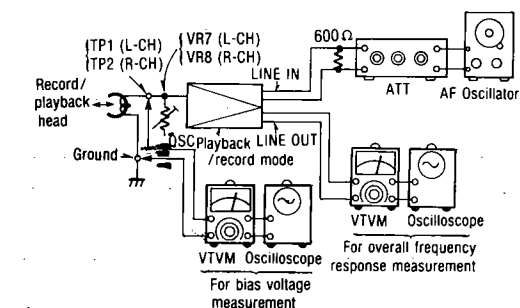 TP1 (L-CH)
TP2 (R-CH)
VR7 (L-CH)
VR8 (R-CH)
600Ω
LINE IN
ATT
AF Oscillator
Record/
playback
head
OSC
Playback
/record mode
LINE OUT
Ground
VTVM
Oscilloscope
For overall frequency
response measurement
VTVM
Oscilloscope
For bias voltage
measurement